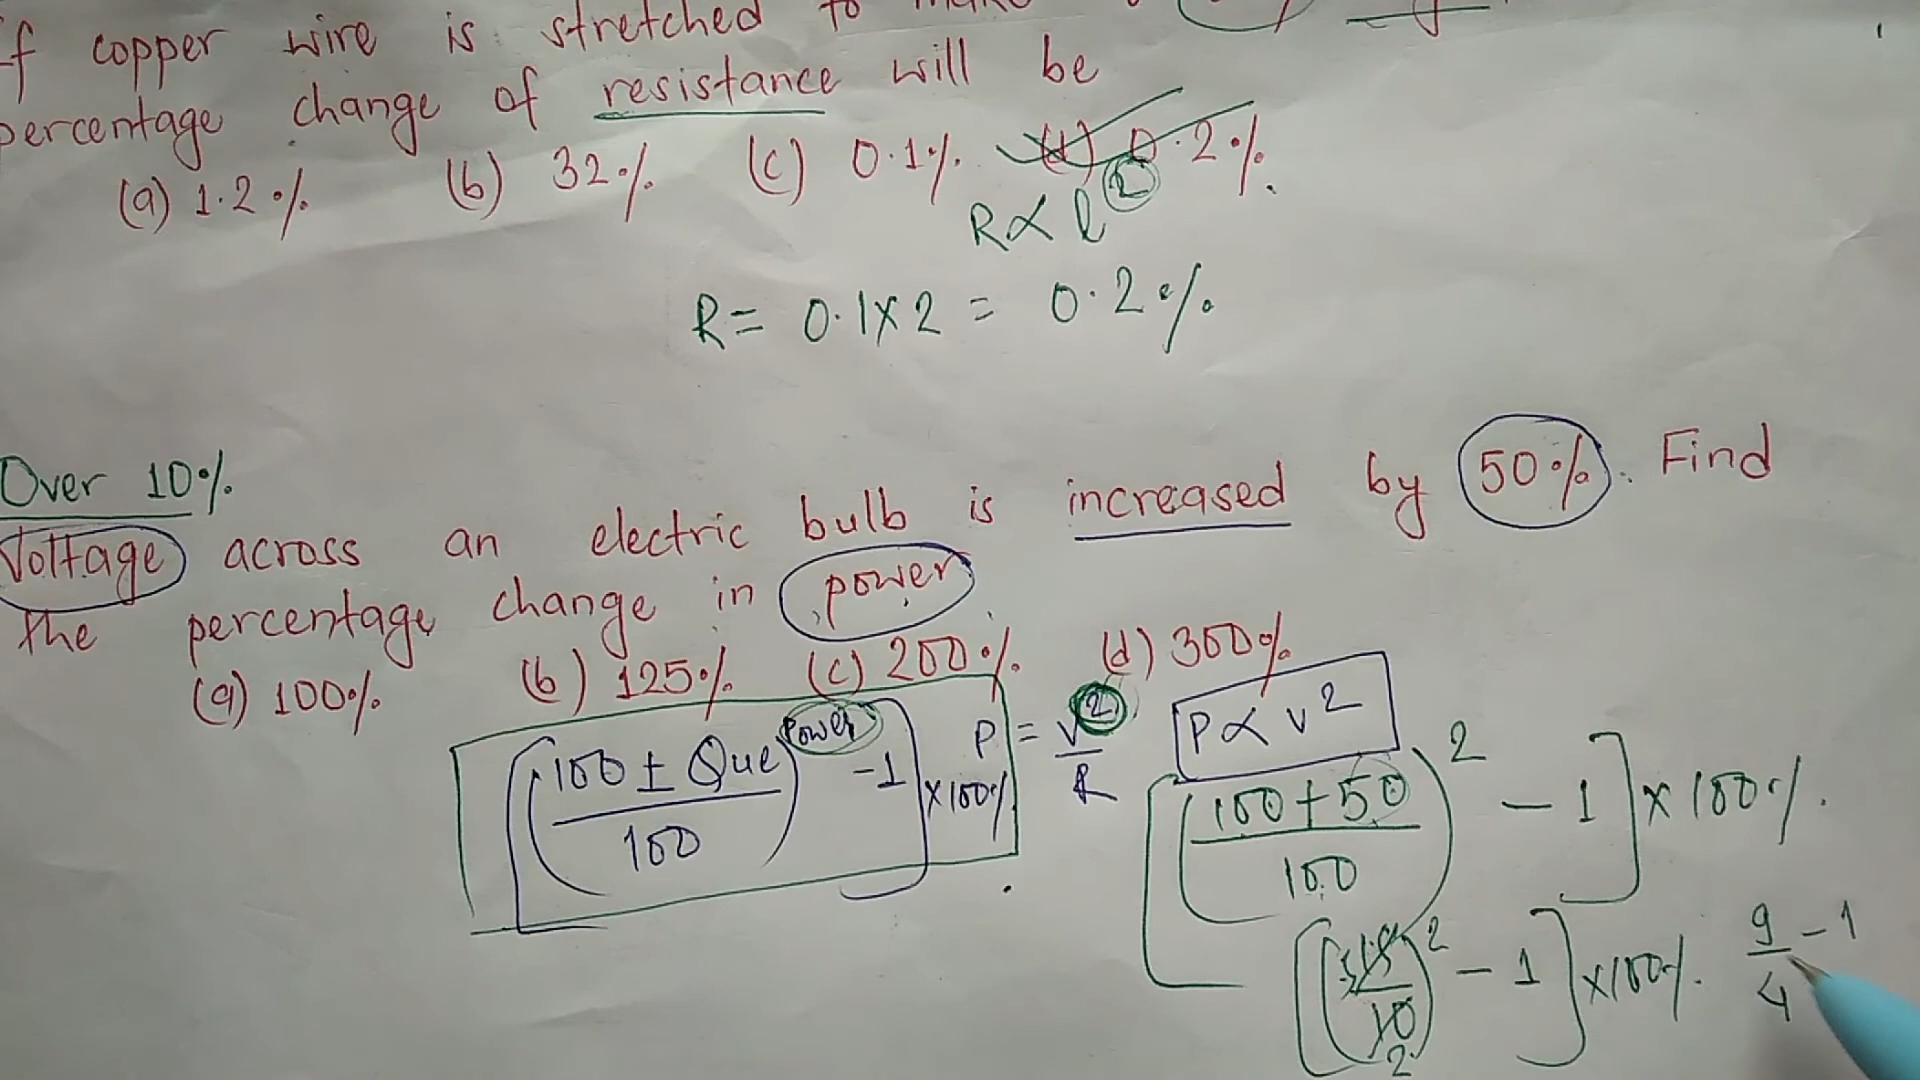 If copper wire is stretched to make
percentage change of resistance will be
(a) 1.2% (b) 32% (c) 0.1% (d) 0.2%.
R ∝ l²
R = 0.1×2 = 0.2%
Over 10%
Voltage across an electric bulb is increased by 50%. Find
the percentage change in power
(a) 100% (b) 125% (c) 200% (d) 300%
[((100 ± Que)/100)^Power - 1] ×100%
P = V²/R
P ∝ V²
[((100+50)/100)² - 1] × 100%.
[((15 3)/(10 2))² - 1] ×100%. 9/4 - 1